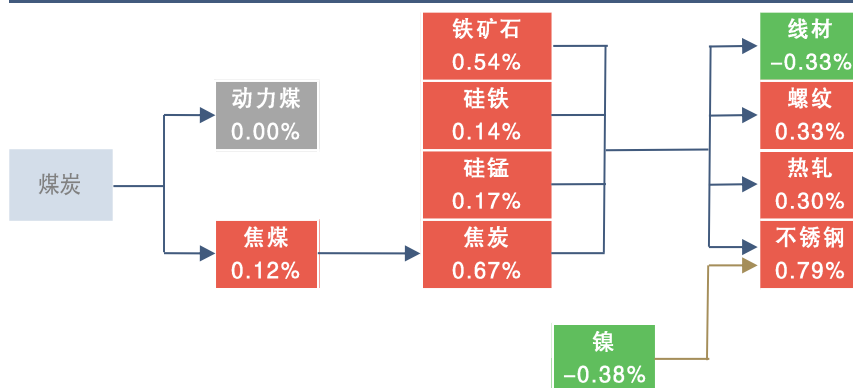 铁矿石
0.54%
线材
-0.33%
动力煤
0.00%
硅铁
0.14%
螺纹
0.33%
煤炭
硅锰
0.17%
热轧
0.30%
焦煤
0.12%
焦炭
0.67%
不锈钢
0.79%
镍
-0.38%